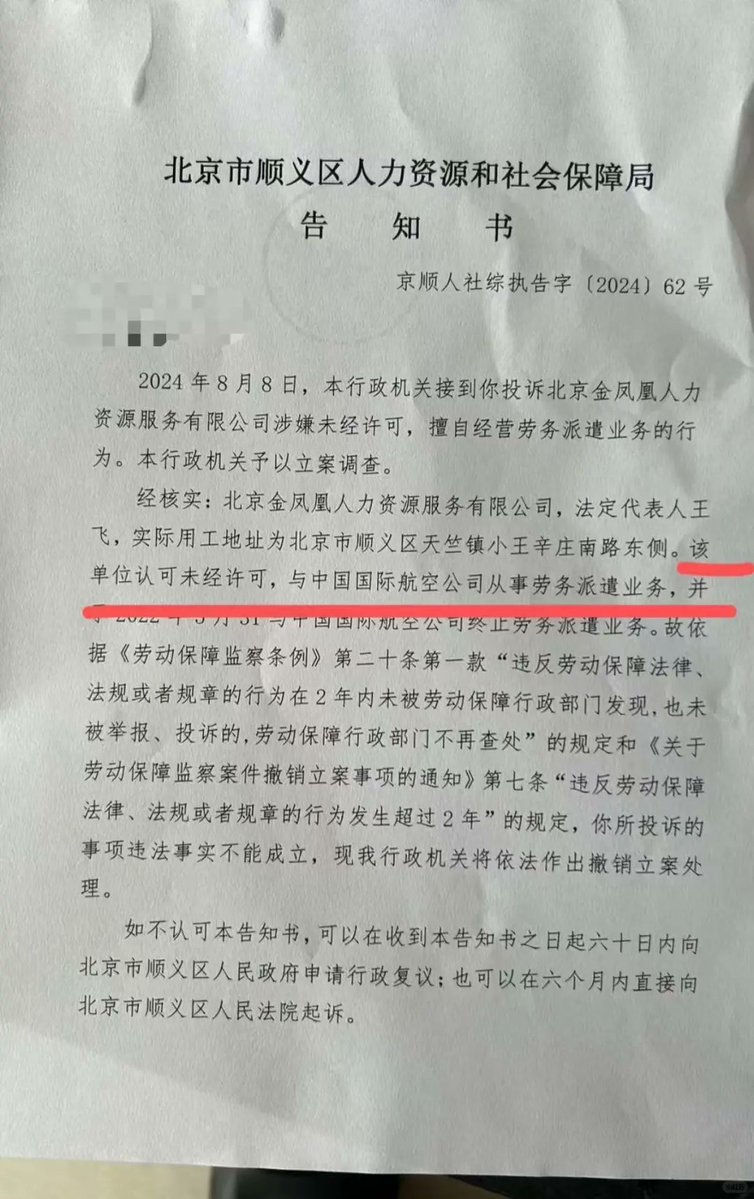 北京市顺义区人力资源和社会保障局
告 知 书
京顺人社综执告字〔2024〕62号
2024年8月8日，本行政机关接到你投诉北京金凤凰人力
资源服务有限公司涉嫌未经许可，擅自经营劳务派遣业务的行
为。本行政机关予以立案调查。
经核实：北京金凤凰人力资源服务有限公司，法定代表人王
飞，实际用工地址为北京市顺义区天竺镇小王辛庄南路东侧。该
单位认可未经许可，与中国国际航空公司从事劳务派遣业务，并
2022年5月31与中国国际航空公司终止劳务派遣业务。故依
据《劳动保障监察条例》第二十条第一款“违反劳动保障法律、
法规或者规章的行为在2年内未被劳动保障行政部门发现,也未
被举报、投诉的,劳动保障行政部门不再查处”的规定和《关于
劳动保障监察案件撤销立案事项的通知》第七条“违反劳动保障
法律、法规或者规章的行为发生超过2年”的规定，你所投诉的
事项违法事实不能成立，现我行政机关将依法作出撤销立案处
理。
如不认可本告知书，可以在收到本告知书之日起六十日内向
北京市顺义区人民政府申请行政复议；也可以在六个月内直接向
北京市顺义区人民法院起诉。